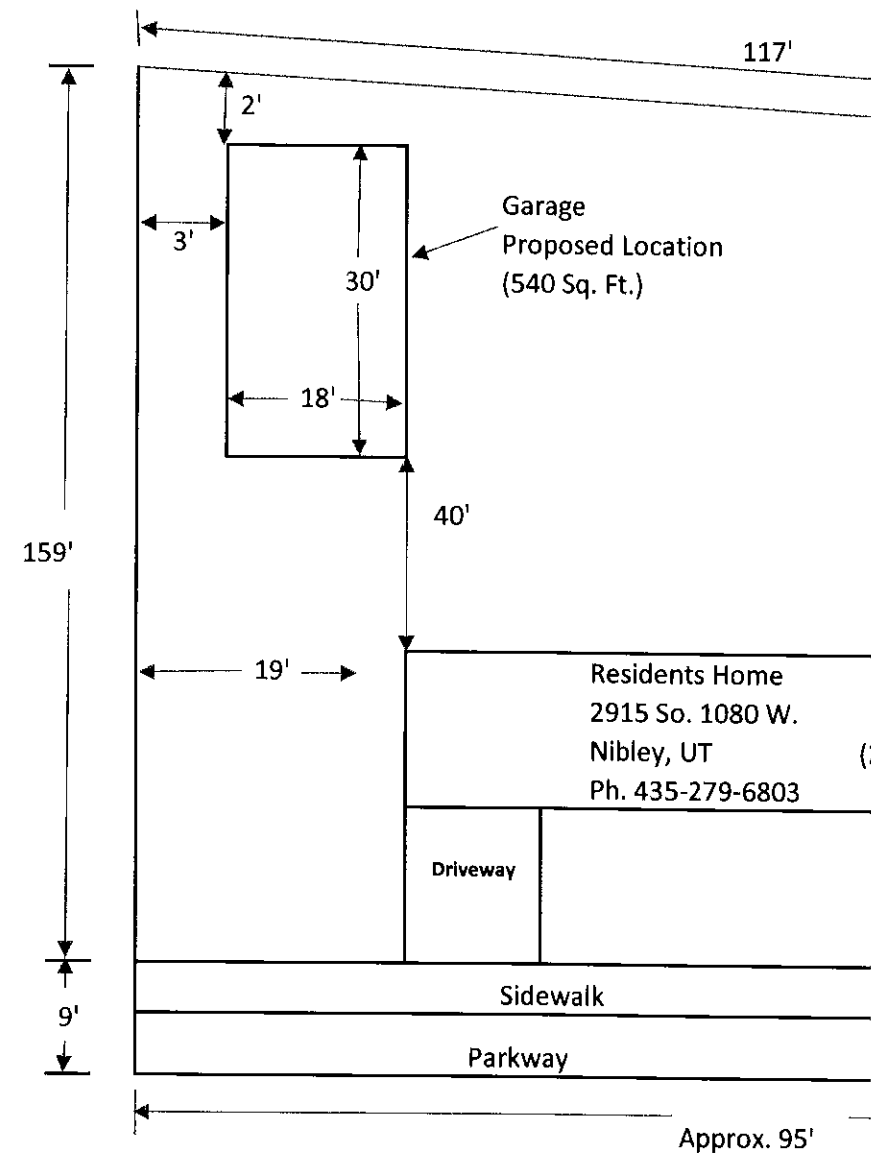 117'
2'
Garage
3'
Proposed Location
30'
(540 Sq. Ft.)
18'
40'
159'
19'
Residents Home
2915 So. 1080 W.
Nibley, UT
Ph. 435-279-6803
Driveway
Sidewalk
9'
Parkway
Approx. 95'